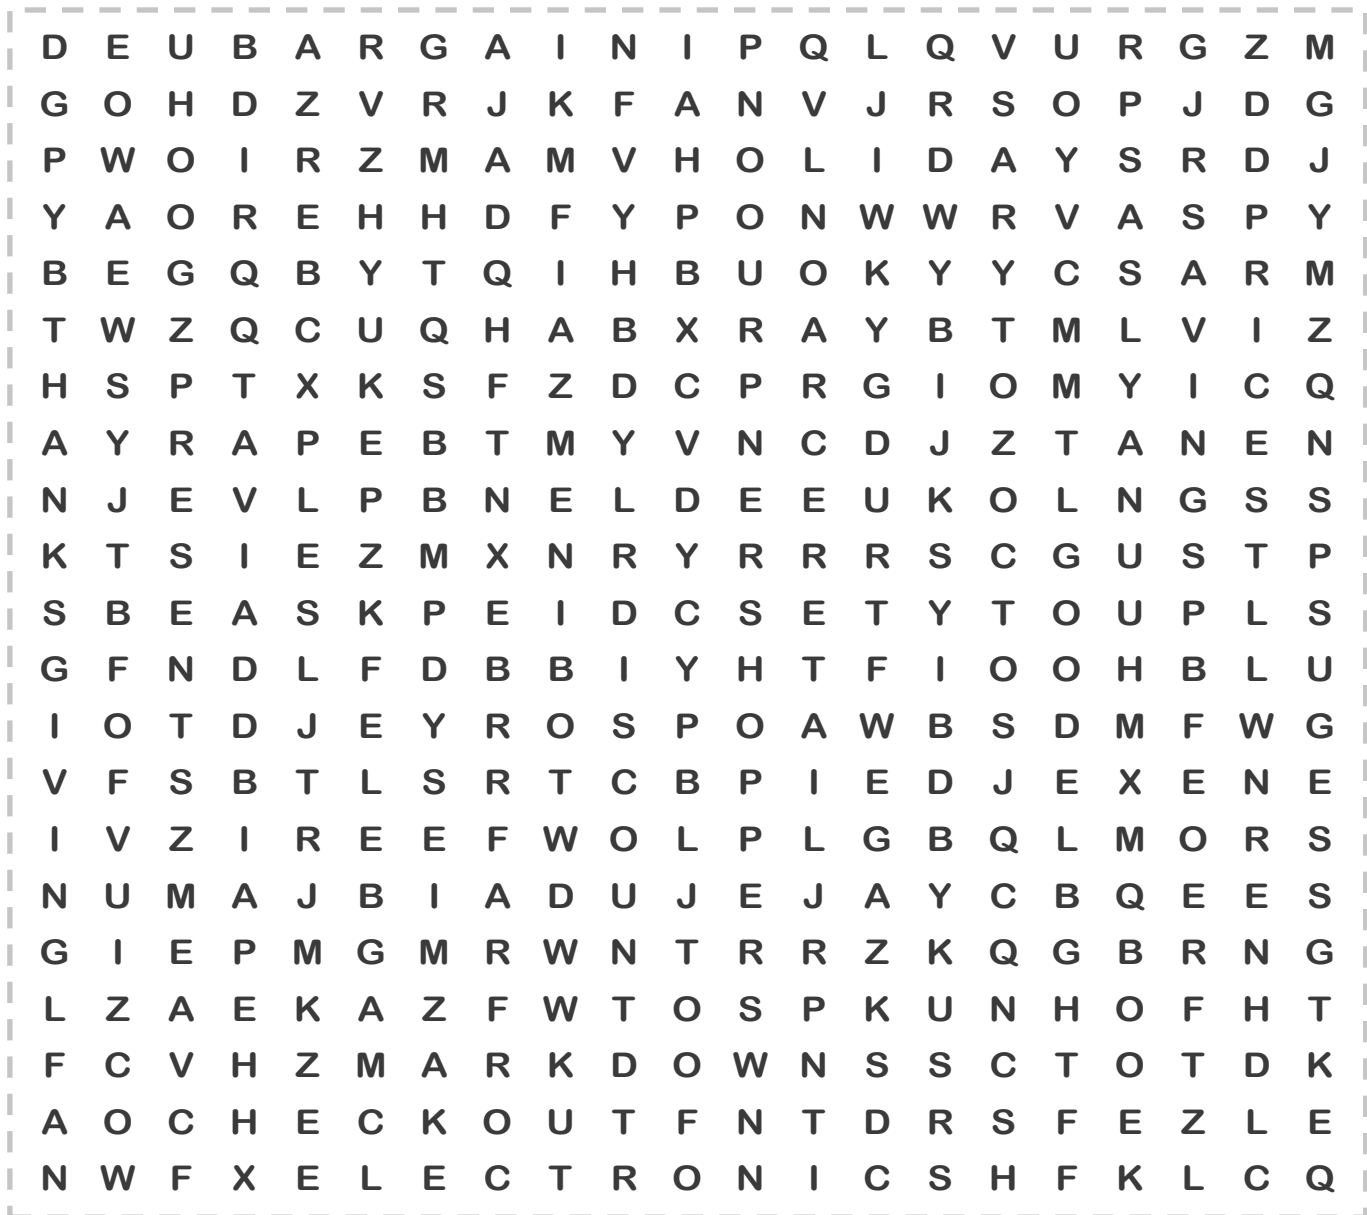 D E U B A R G A I N I P Q L Q V U R G Z M
G O H D Z V R J K F A N V J R S O P J D G
P W O I R Z M A M V H O L I D A Y S R D J
Y A O R E H H D F Y P O N W W R V A S P Y
B E G Q B Y T Q I H B U O K Y Y C S A R M
T W Z Q C U Q H A B X R A Y B T M L V I Z
H S P T X K S F Z D C P R G I O M Y I C Q
A Y R A P E B T M Y V N C D J Z T A N E N
N J E V L P B N E L D E E U K O L N G S S
K T S I E Z M X N R Y R R R S C G U S T P
S B E A S K P E I D C S E T Y T O U P L S
G F N D L F D B B I Y H T F I O O H B L U
I O T D J E Y R O S P O A W B S D M F W G
V F S B T L S R T C B P I E D J E X E N E
I V Z I R E E F W O L P L G B Q L M O R S
N U M A J B I A D U J E J A Y C B Q E E S
G I E P M G M R W N T R R Z K Q G B R N G
L Z A E K A Z F W T O S P K U N H O F H T
F C V H Z M A R K D O W N S S C T O T D K
A O C H E C K O U T F N T D R S F E Z L E
N W F X E L E C T R O N I C S H F K L C Q